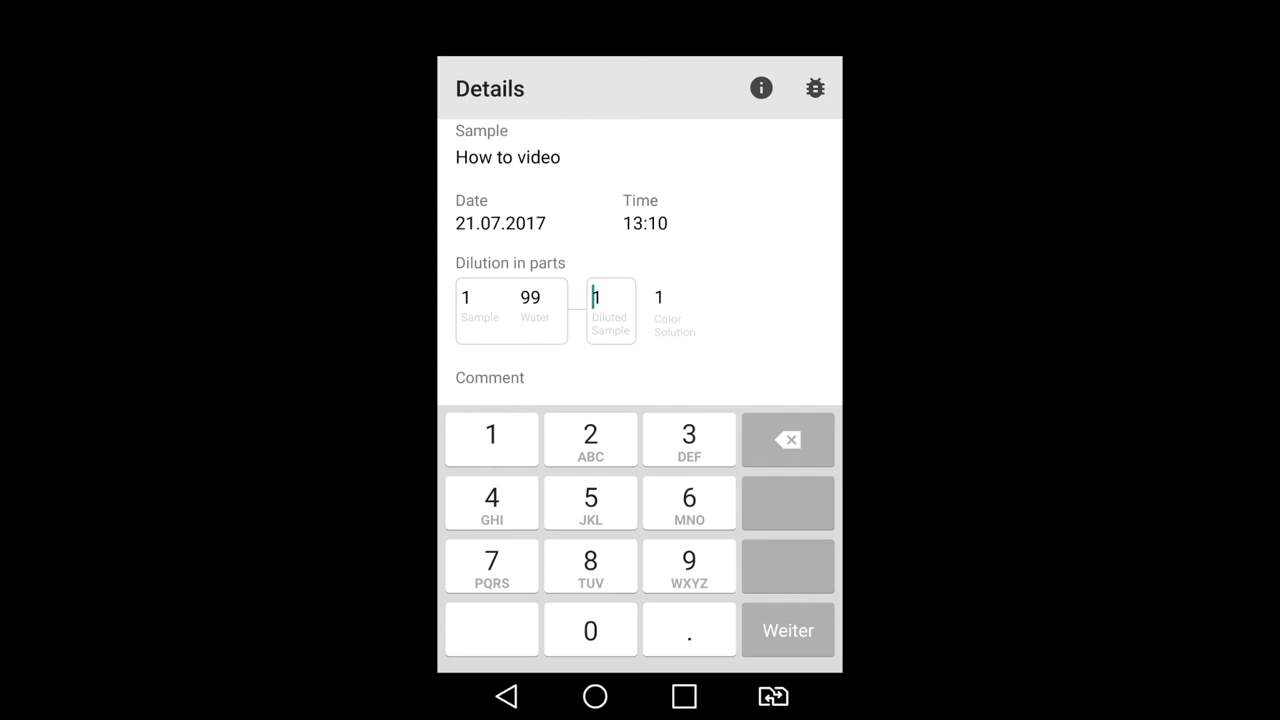 Details
Sample
How to video
Date Time
21.07.2017 13:10
Dilution in parts
1 99 1 1
Sample Water Diluted Sample Color Solution
Comment
1 2 3
ABC DEF
4 5 6
GHI JKL MNO
7 8 9
PQRS TUV WXYZ
0 . Weiter